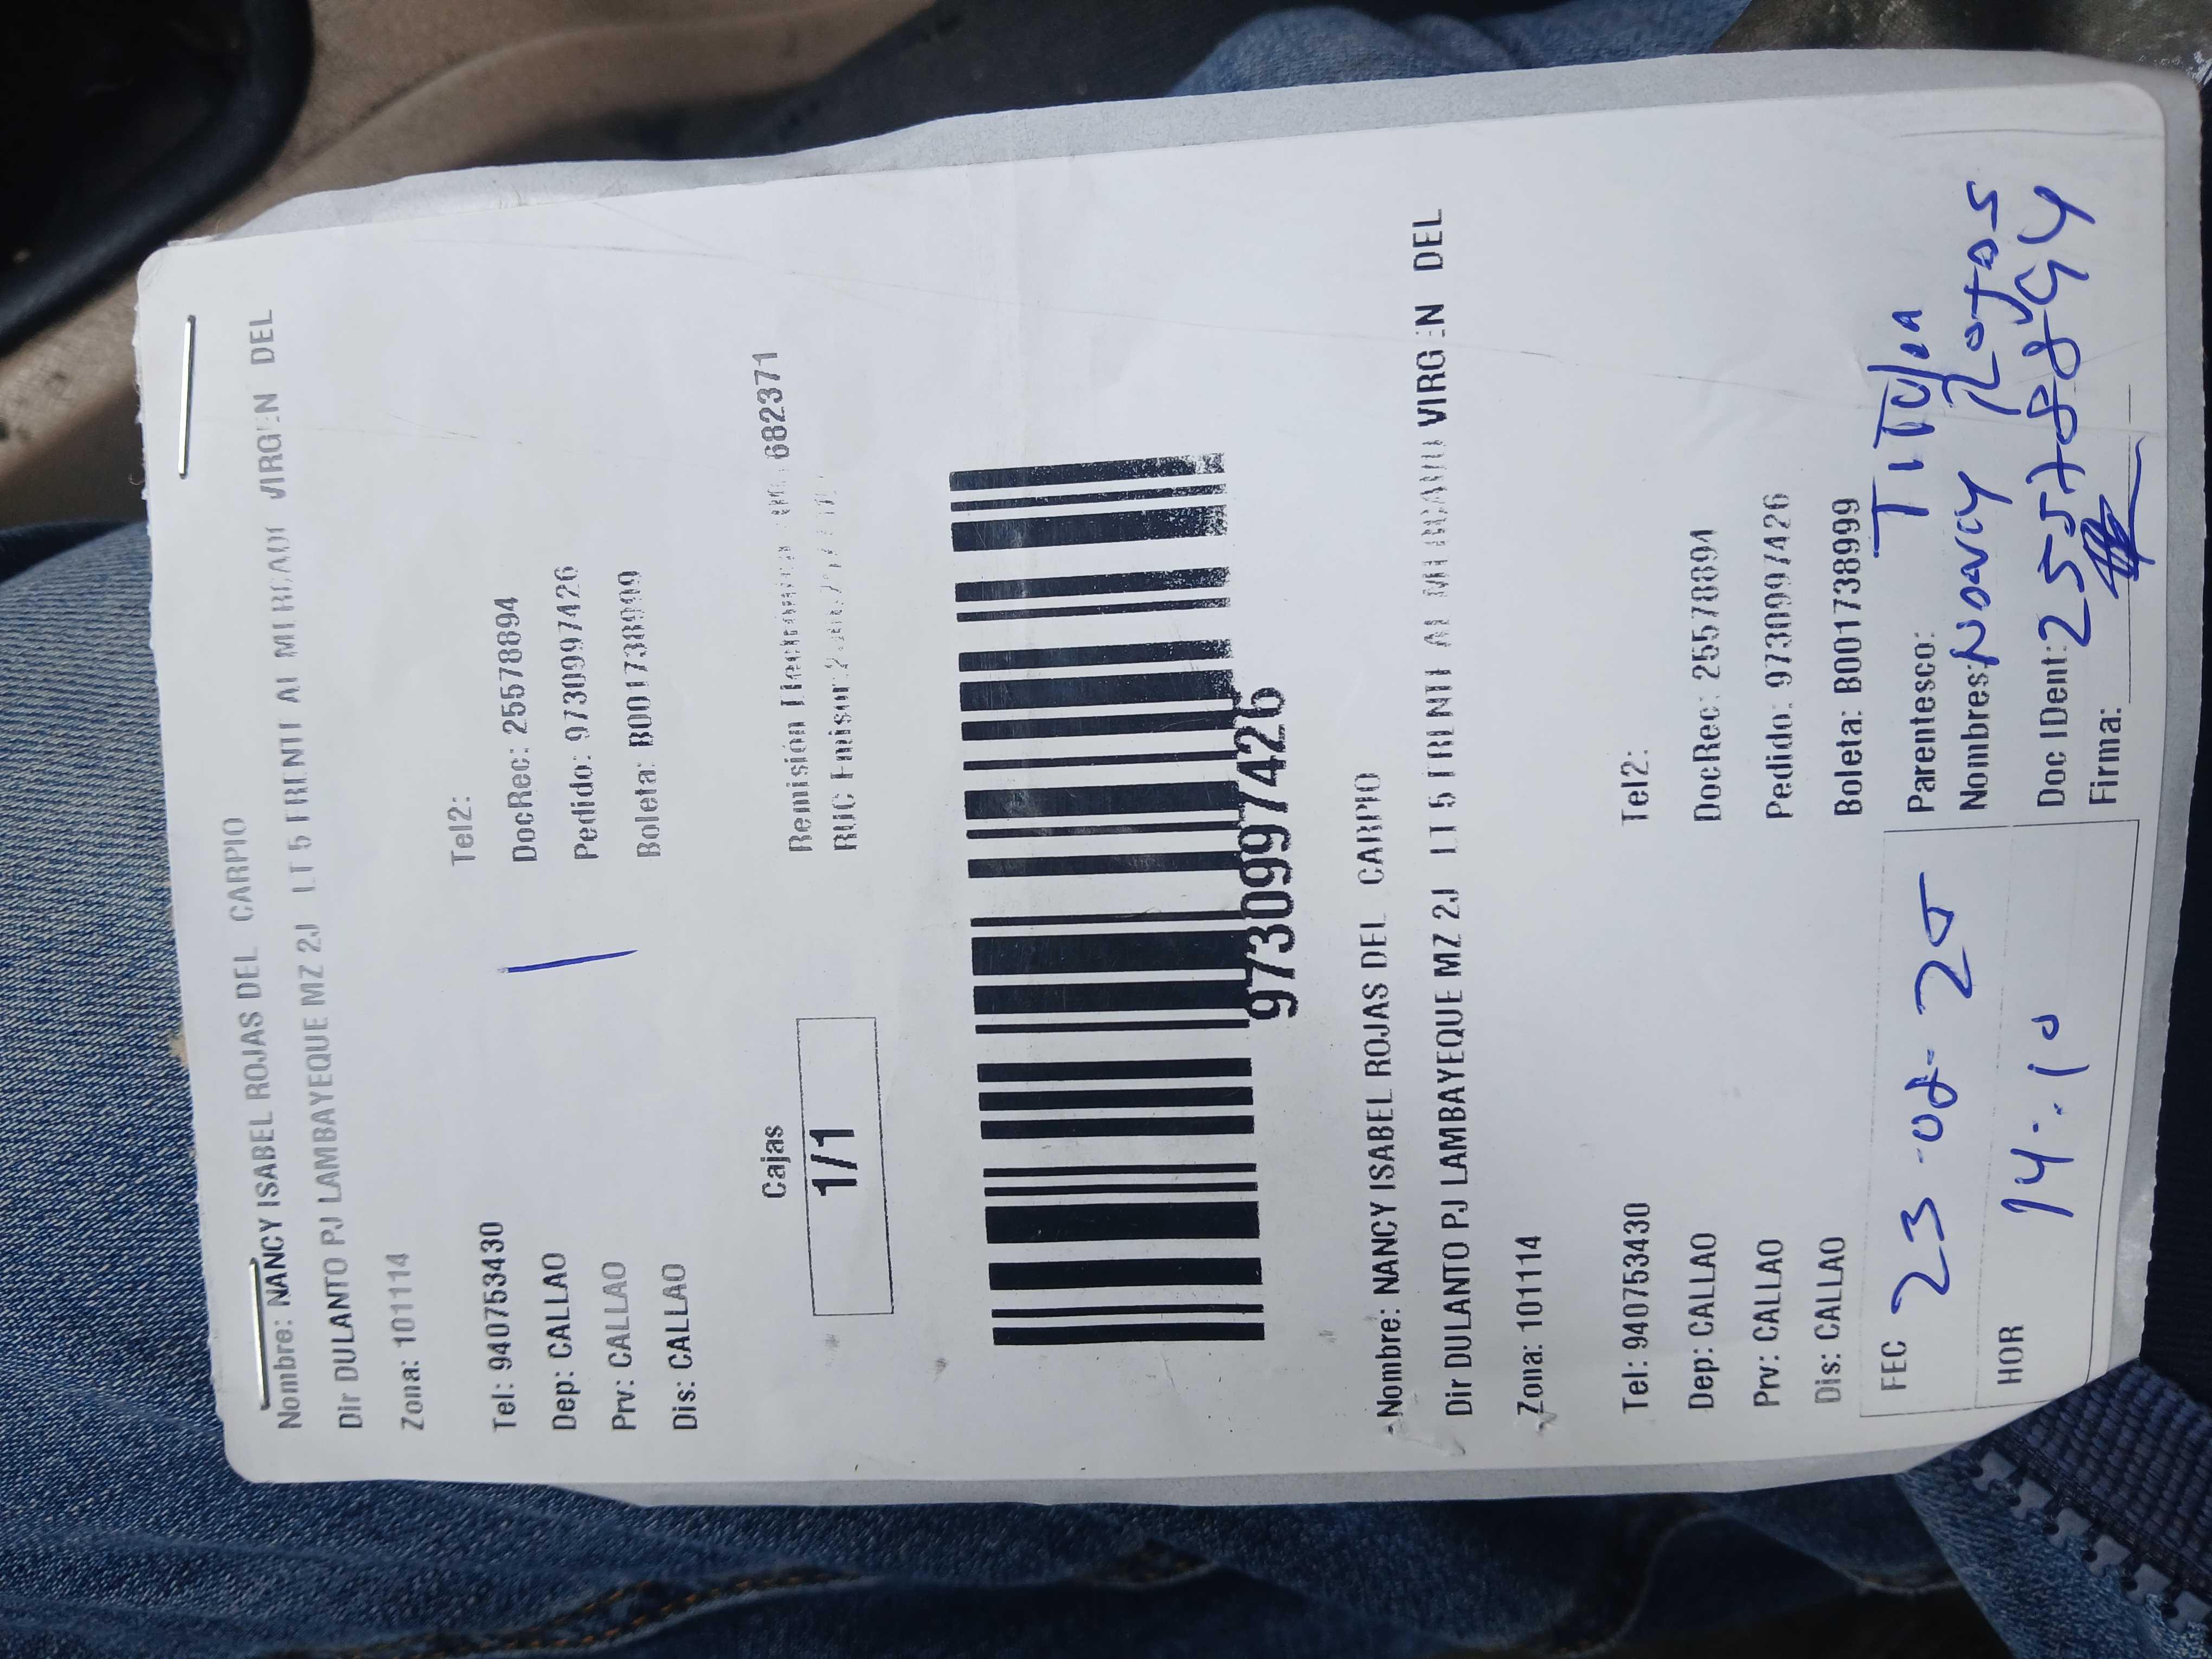 Nombre: NANCY ISABEL ROJAS DEL CARPIO
Dir DULANTO PJ LAMBAYEQUE MZ 2J LT 5 FRENTE AL MERCADO VIRGEN DEL
Zona: 101114
Tel: 940753430 Tel2:
Dep: CALLAO DocRec: 25578894
Prv: CALLAO Pedido: 9730997426
Dis: CALLAO Boleta: B001738999
Cajas Remisión Electronica 682371
1/1 RUC Emisor
9730997426
Nombre: NANCY ISABEL ROJAS DEL CARPIO
Dir DULANTO PJ LAMBAYEQUE MZ 2J LT 5 FRENTE AL MERCADO VIRGEN DEL
Zona: 101114
Tel: 940753430 Tel2:
Dep: CALLAO DocRec: 25578894
Prv: CALLAO Pedido: 9730997426
Dis: CALLAO Boleta: B001738999
FEC 23-08-25 Parentesco: TITular
Nombres: Nancy Rojas
HOR 14:10 Doc IDent: 25578894
Firma: